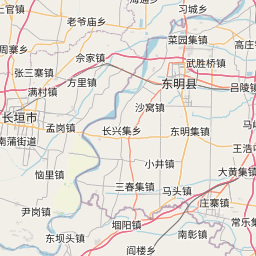 上官镇
习城乡
老爷庙乡
海通乡
菜园集镇
高庄
周寨乡
佘家镇
武胜桥镇
张三寨镇
方里镇
东明县
吕陵镇
满村镇
沙窝镇
长垣市
孟岗镇
长兴集乡
东明集镇
马
南蒲街道
王浩
小井镇
恼里镇
大黄集镇
三春集镇
马头镇
尹岗镇
庄寨镇
常乐集
堌阳镇
南彰镇
东坝头镇
阎楼乡